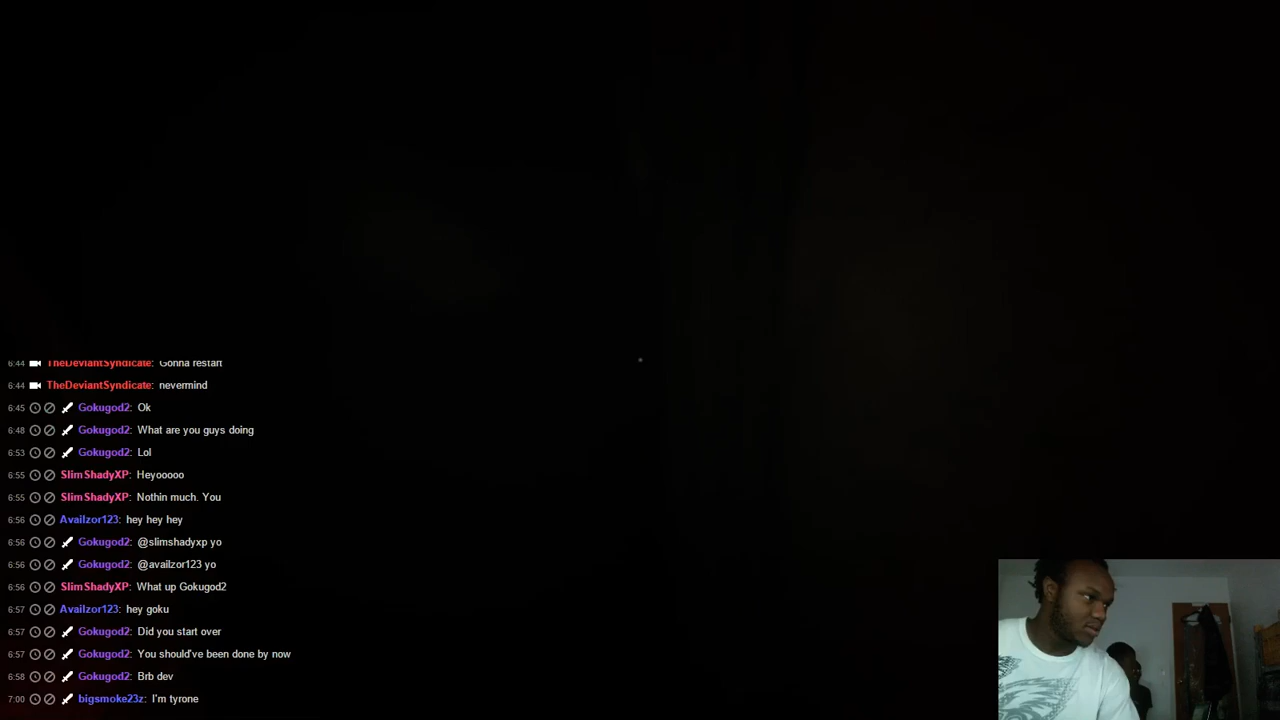 6:44 TheDeviantSyndicate: Gonna restart
6:44 TheDeviantSyndicate: nevermind
6:45 Gokugod2: Ok
6:48 Gokugod2: What are you guys doing
6:53 Gokugod2: Lol
6:55 SlimShadyXP: Heyooooo
6:55 SlimShadyXP: Nothin much. You
6:56 Availzor123: hey hey hey
6:56 Gokugod2: @slimshadyxp yo
6:56 Gokugod2: @availzor123 yo
6:56 SlimShadyXP: What up Gokugod2
6:57 Availzor123: hey goku
6:57 Gokugod2: Did you start over
6:57 Gokugod2: You should've been done by now
6:58 Gokugod2: Brb dev
7:00 bigsmoke23z: I'm tyrone